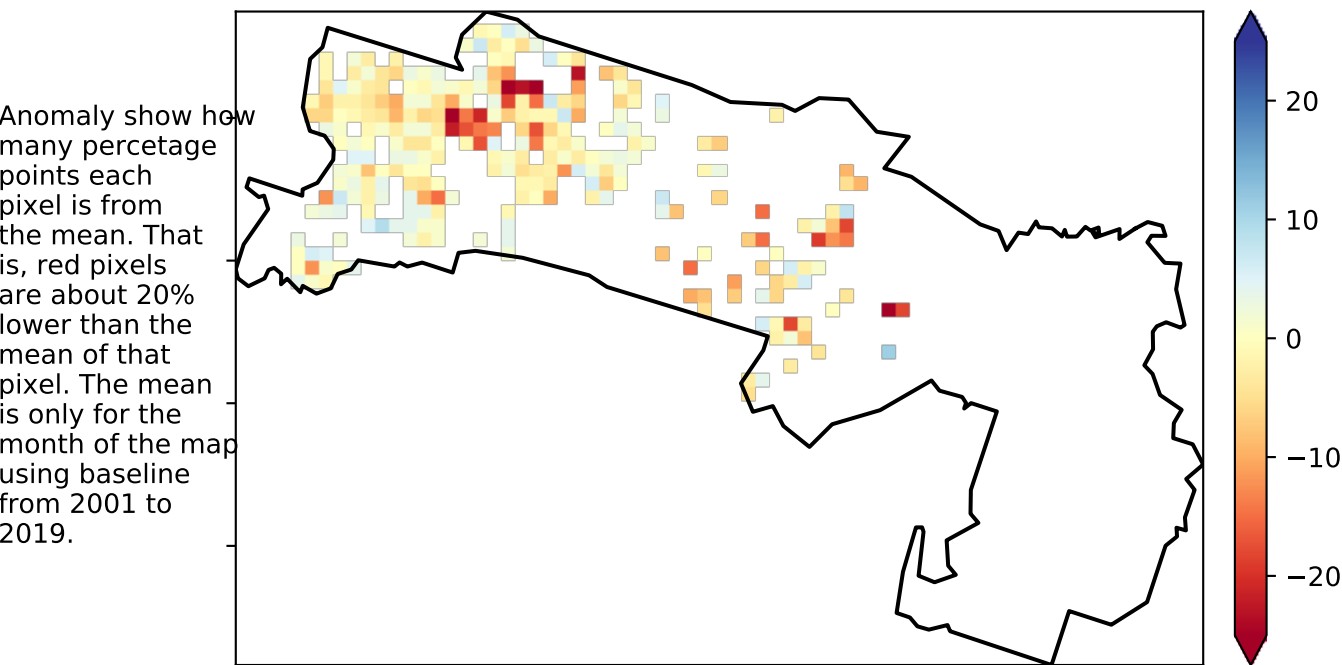 Anomaly show how
many percetage
points each
pixel is from
the mean. That
is, red pixels
are about 20%
lower than the
mean of that
pixel. The mean
is only for the
month of the map
using baseline
from 2001 to
2019.
20
10
0
−10
−20